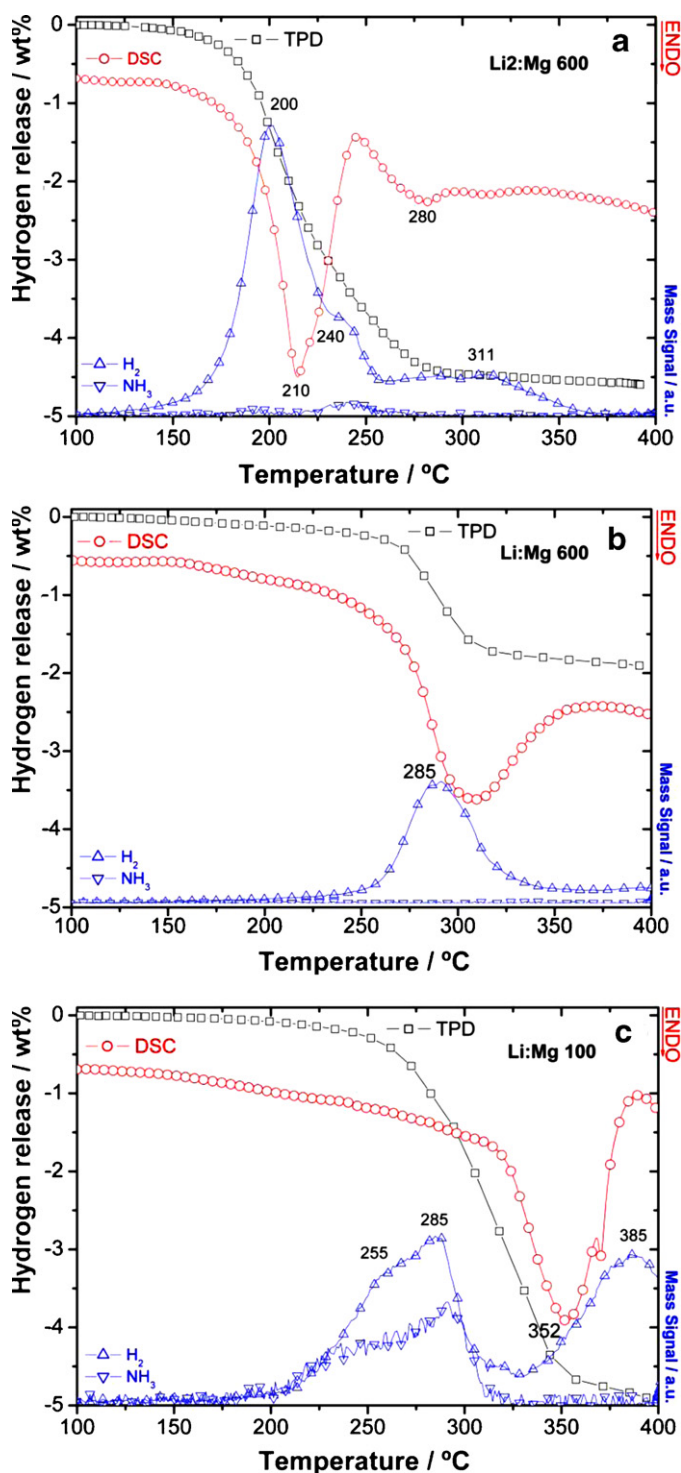 a
TPD
DSC
Li2:Mg 600
ENDO
200
280
240
210
311
H2
NH3
0
-1
-2
-3
-4
-5
100 150 200 250 300 350 400
Hydrogen release / wt%
Mass Signal / a.u.
Temperature / ºC
b
TPD
DSC
Li:Mg 600
ENDO
285
H2
NH3
0
-1
-2
-3
-4
-5
100 150 200 250 300 350 400
Hydrogen release / wt%
Mass Signal / a.u.
Temperature / ºC
c
TPD
DSC
Li:Mg 100
ENDO
255
285
385
352
H2
NH3
0
-1
-2
-3
-4
-5
100 150 200 250 300 350 400
Hydrogen release / wt%
Mass Signal / a.u.
Temperature / ºC